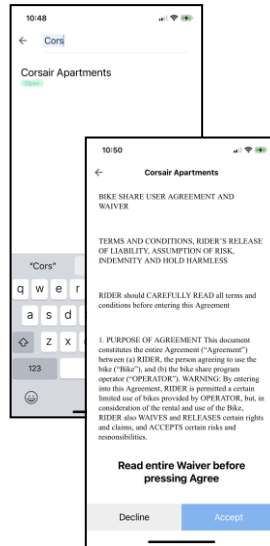 10:48
Cors
Corsair Apartments
Open
"Cors"
q w e r
a s d
z x
123
10:50
Corsair Apartments
BIKE SHARE USER AGREEMENT AND
WAIVER
TERMS AND CONDITIONS, RIDER'S RELEASE
OF LIABILITY, ASSUMPTION OF RISK,
INDEMNITY AND HOLD HARMLESS
RIDER should CAREFULLY READ all terms and
conditions before entering this Agreement
1. PURPOSE OF AGREEMENT This document
constitutes the entire Agreement ("Agreement")
between (a) RIDER, the person agreeing to use the
bike ("Bike"), and (b) the bike share program
operator ("OPERATOR"). WARNING: By entering
into this Agreement, RIDER is permitted a certain
limited use of bikes provided by OPERATOR, but, in
consideration of the rental and use of the Bike,
RIDER also WAIVES and RELEASES certain rights
and claims, and ACCEPTS certain risks and
responsibilities.
Read entire Waiver before
pressing Agree
Decline Accept